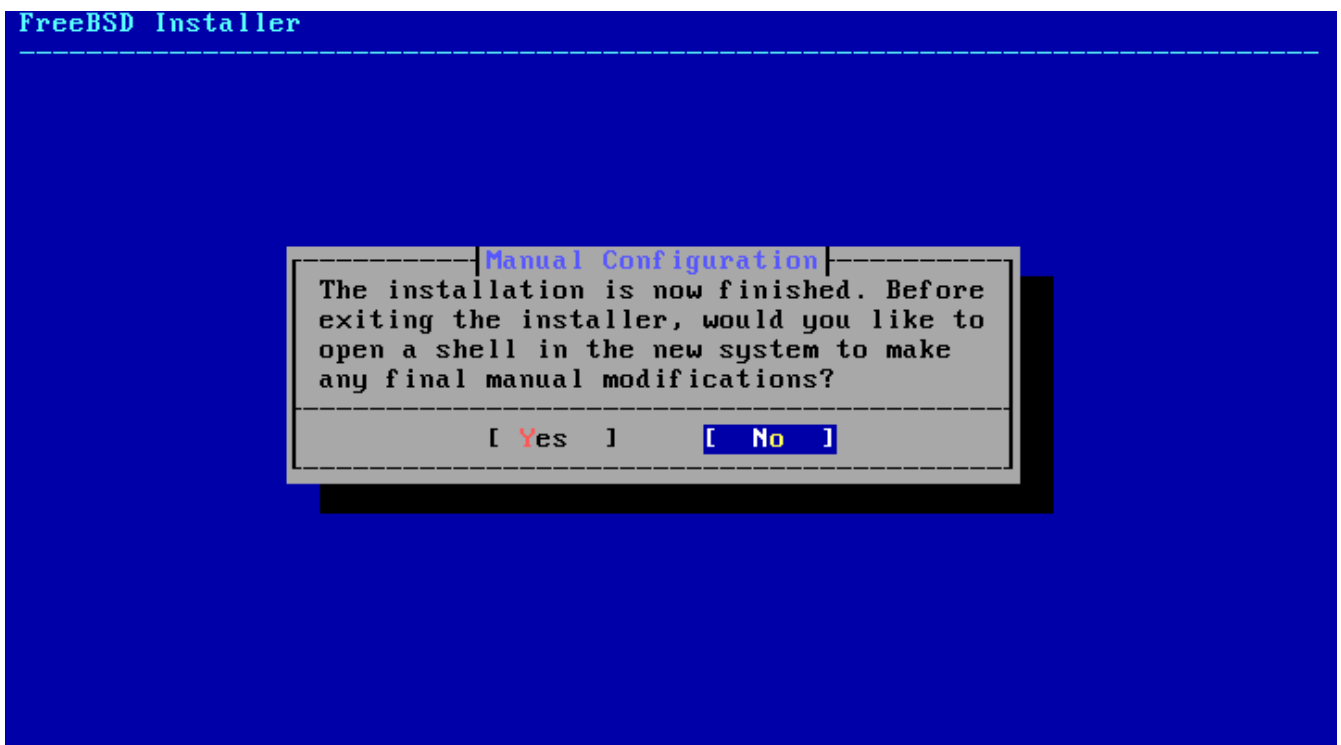 FreeBSD Installer
Manual Configuration
The installation is now finished. Before
exiting the installer, would you like to
open a shell in the new system to make
any final manual modifications?
[ Yes ] [ No ]